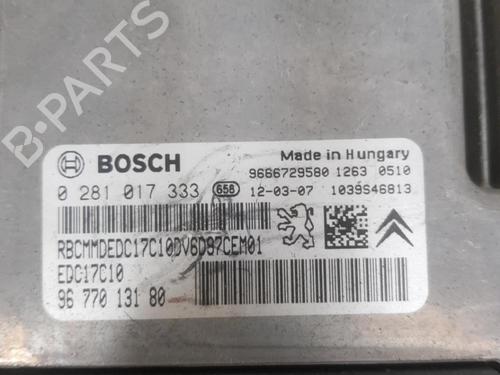 B-PARTS
BOSCH
Made in Hungary
9666729580 1263 0510
0 281 017 333 658 12-03-07 1039S46813
RBCMMDEDC17C10DV6D97CEM01
EDC17C10
96 770 131 80